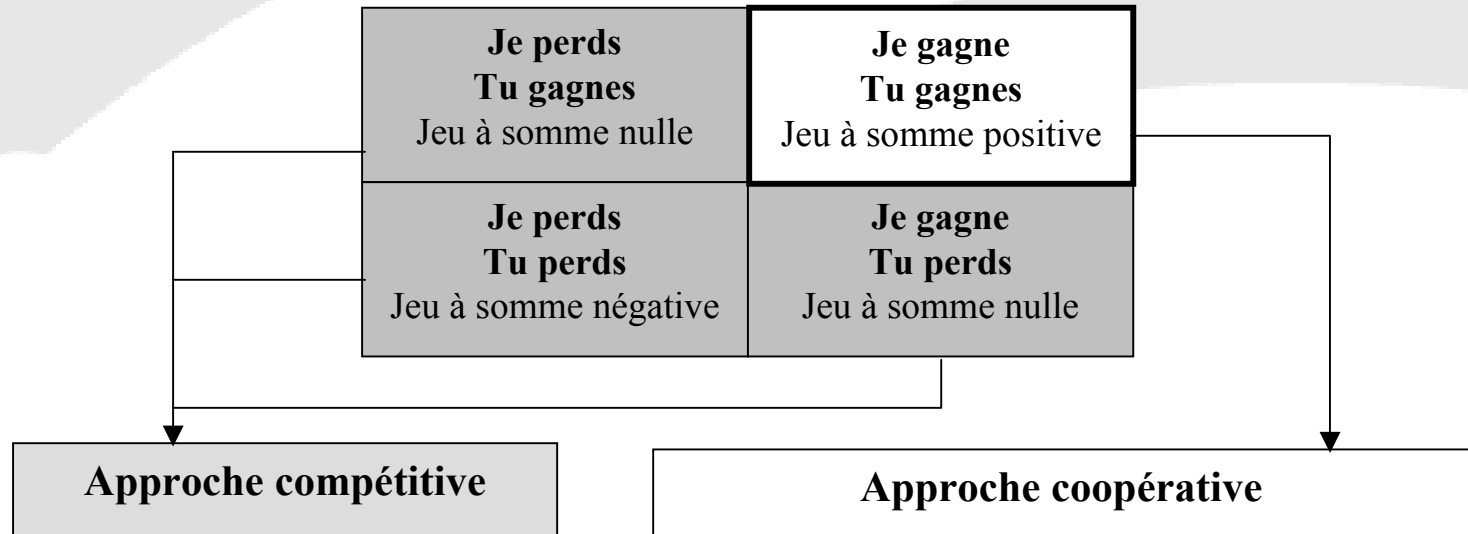 Je perds
Tu gagnes
Jeu à somme nulle
Je gagne
Tu gagnes
Jeu à somme positive
Je perds
Tu perds
Jeu à somme négative
Je gagne
Tu perds
Jeu à somme nulle
Approche compétitive
Approche coopérative